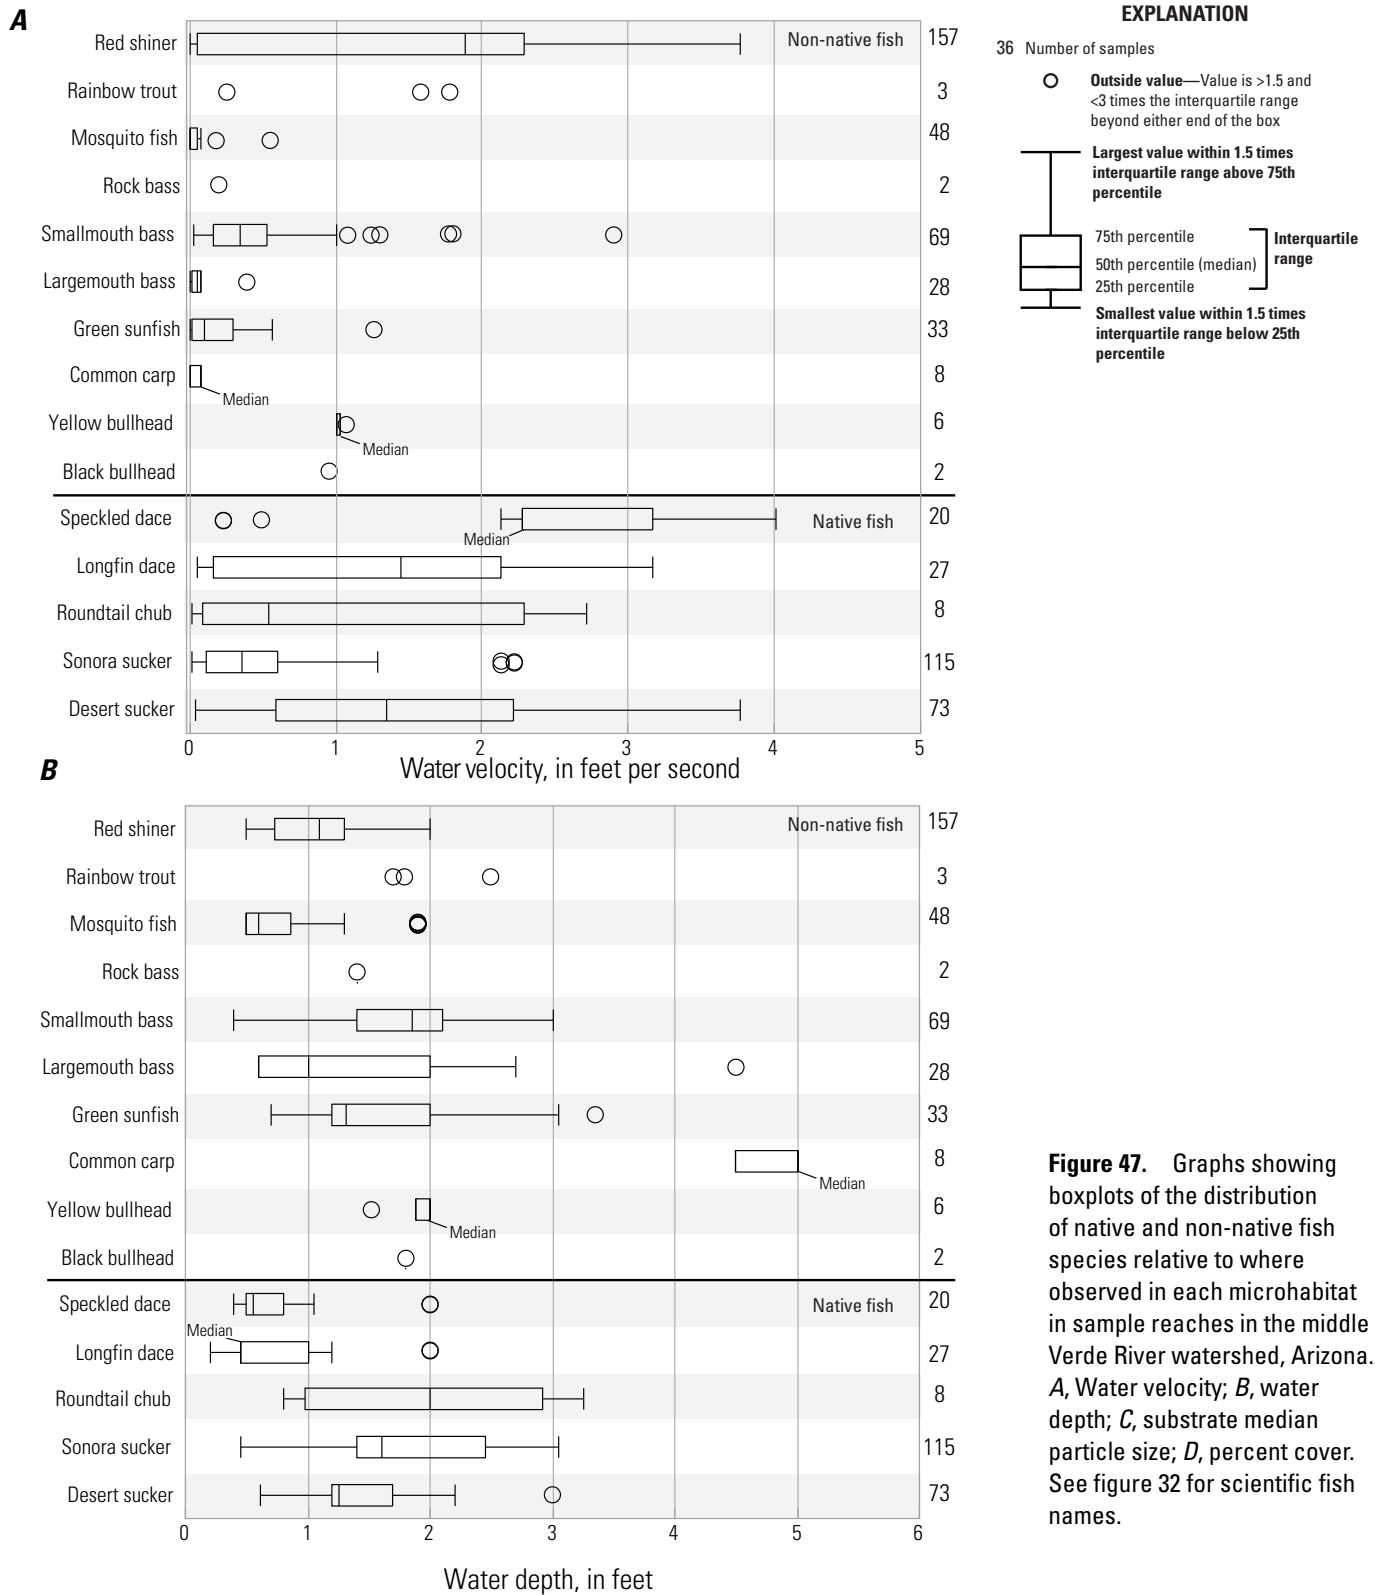 A
EXPLANATION
36 Number of samples
Outside value—Value is >1.5 and
<3 times the interquartile range
beyond either end of the box
Largest value within 1.5 times
interquartile range above 75th
percentile
75th percentile
50th percentile (median)
25th percentile
Interquartile
range
Smallest value within 1.5 times
interquartile range below 25th
percentile
Red shiner Non-native fish 157
Rainbow trout 3
Mosquito fish 48
Rock bass 2
Smallmouth bass 69
Largemouth bass 28
Green sunfish 33
Common carp 8
Median
Yellow bullhead 6
Median
Black bullhead 2
Speckled dace Native fish 20
Median
Longfin dace 27
Roundtail chub 8
Sonora sucker 115
Desert sucker 73
0 1 2 3 4 5
Water velocity, in feet per second
B
Red shiner Non-native fish 157
Rainbow trout 3
Mosquito fish 48
Rock bass 2
Smallmouth bass 69
Largemouth bass 28
Green sunfish 33
Common carp 8
Median
Yellow bullhead 6
Median
Black bullhead 2
Speckled dace Native fish 20
Median
Longfin dace 27
Roundtail chub 8
Sonora sucker 115
Desert sucker 73
0 1 2 3 4 5 6
Water depth, in feet
Figure 47. Graphs showing
boxplots of the distribution
of native and non-native fish
species relative to where
observed in each microhabitat
in sample reaches in the middle
Verde River watershed, Arizona.
A, Water velocity; B, water
depth; C, substrate median
particle size; D, percent cover.
See figure 32 for scientific fish
names.